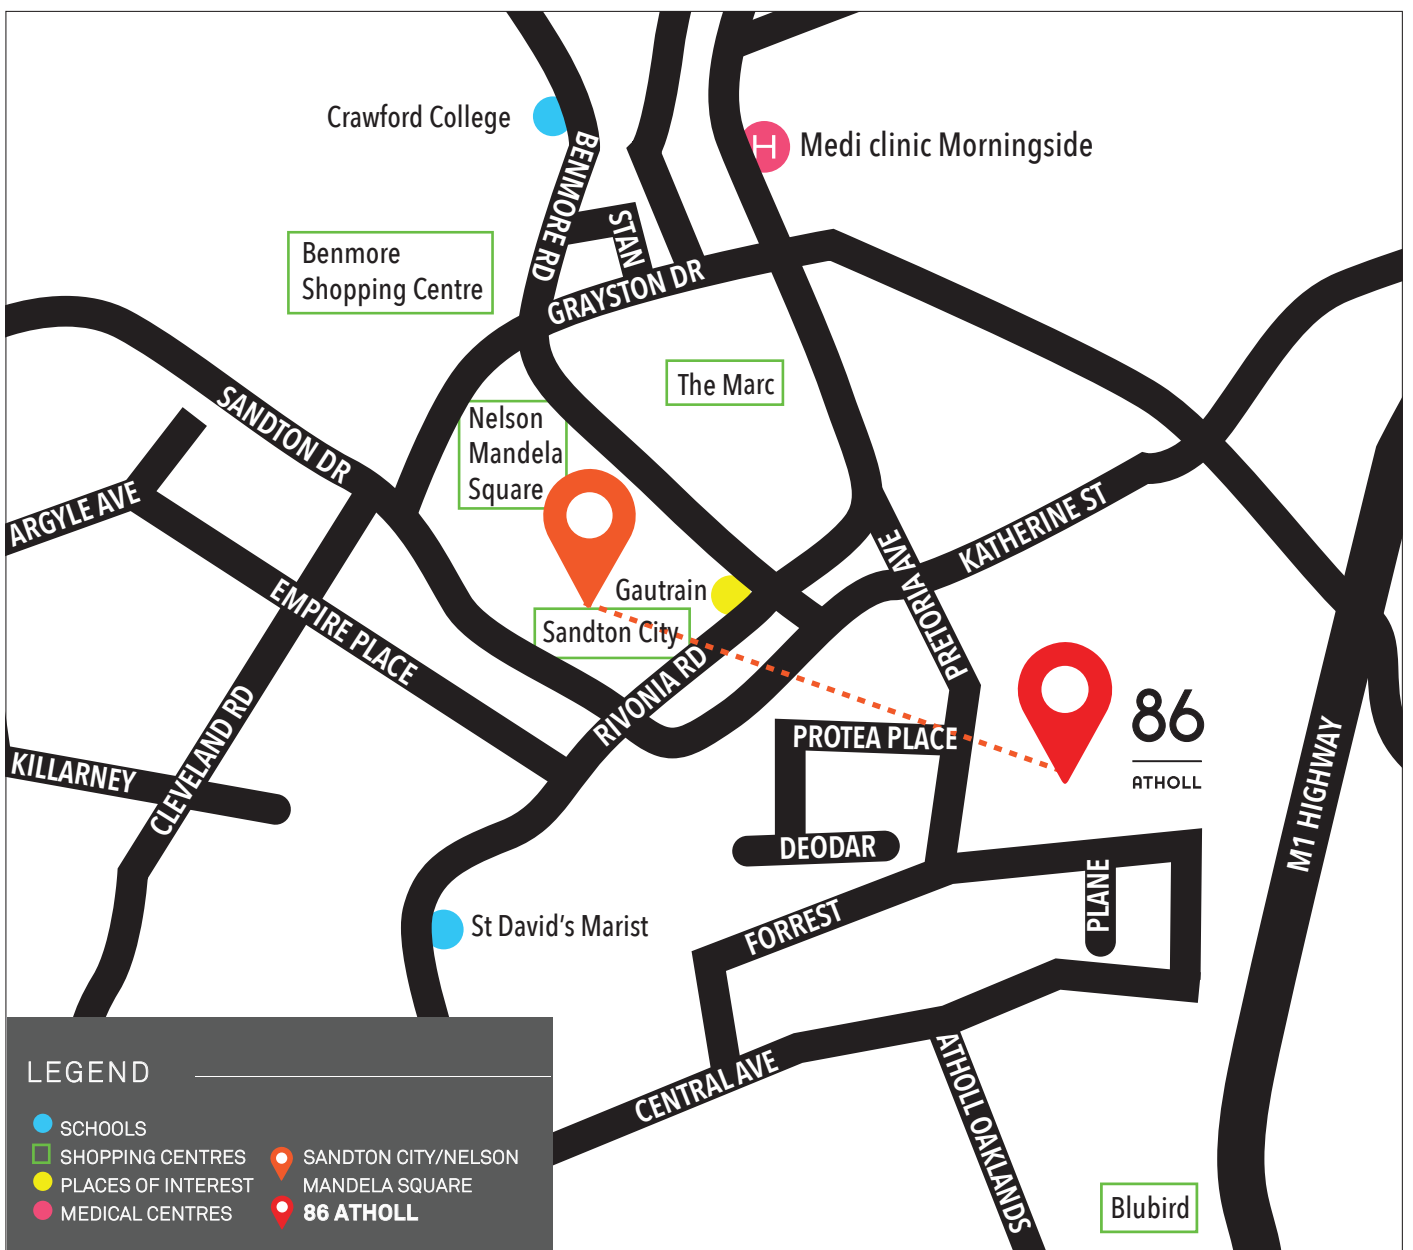 Crawford College
H
Medi clinic Morningside
BENMORE RD
STAN
Benmore
Shopping Centre
GRAYSTON DR
The Marc
SANDTON DR
Nelson
Mandela
Square
ARGYLE AVE
KATHERINE ST
PRETORIA AVE
Gautrain
EMPIRE PLACE
Sandton City
RIVONIA RD
CLEVELAND RD
86
ATHOLL
PROTEA PLACE
KILLARNEY
M1 HIGHWAY
DEODAR
PLANE
FORREST
St David's Marist
CENTRAL AVE
ATHOLL OAKLANDS
Blubird
LEGEND
SCHOOLS
SHOPPING CENTRES
PLACES OF INTEREST
MEDICAL CENTRES
SANDTON CITY/NELSON
MANDELA SQUARE
86 ATHOLL